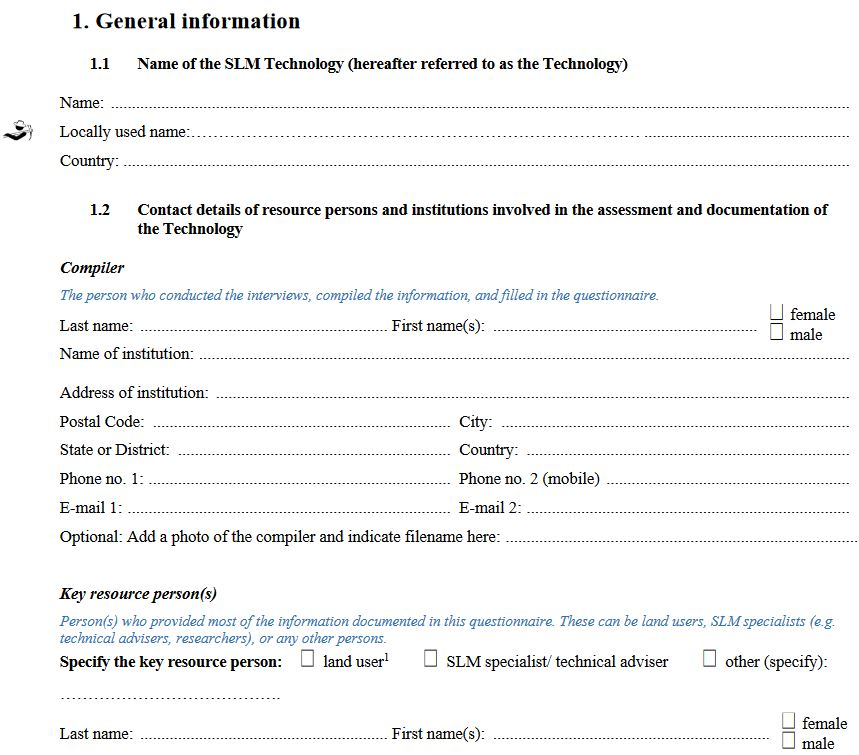 1. General information
1.1 Name of the SLM Technology (hereafter referred to as the Technology)
Name: ........................................................................
Locally used name:........................................................................
Country: ........................................................................
1.2 Contact details of resource persons and institutions involved in the assessment and documentation of
the Technology
Compiler
The person who conducted the interviews, compiled the information, and filled in the questionnaire.
☐ female
Last name: ........................................ First name(s): ........................................
☐ male
Name of institution: ........................................................................
Address of institution: ........................................................................
Postal Code: ........................................ City: ........................................
State or District: ........................................ Country: ........................................
Phone no. 1: ........................................ Phone no. 2 (mobile) ........................................
E-mail 1: ........................................ E-mail 2: ........................................
Optional: Add a photo of the compiler and indicate filename here: ........................................
Key resource person(s)
Person(s) who provided most of the information documented in this questionnaire. These can be land users, SLM specialists (e.g.
technical advisers, researchers), or any other persons.
Specify the key resource person: ☐ land user¹ ☐ SLM specialist/ technical adviser ☐ other (specify):
........................................
☐ female
Last name: ........................................ First name(s): ........................................
☐ male